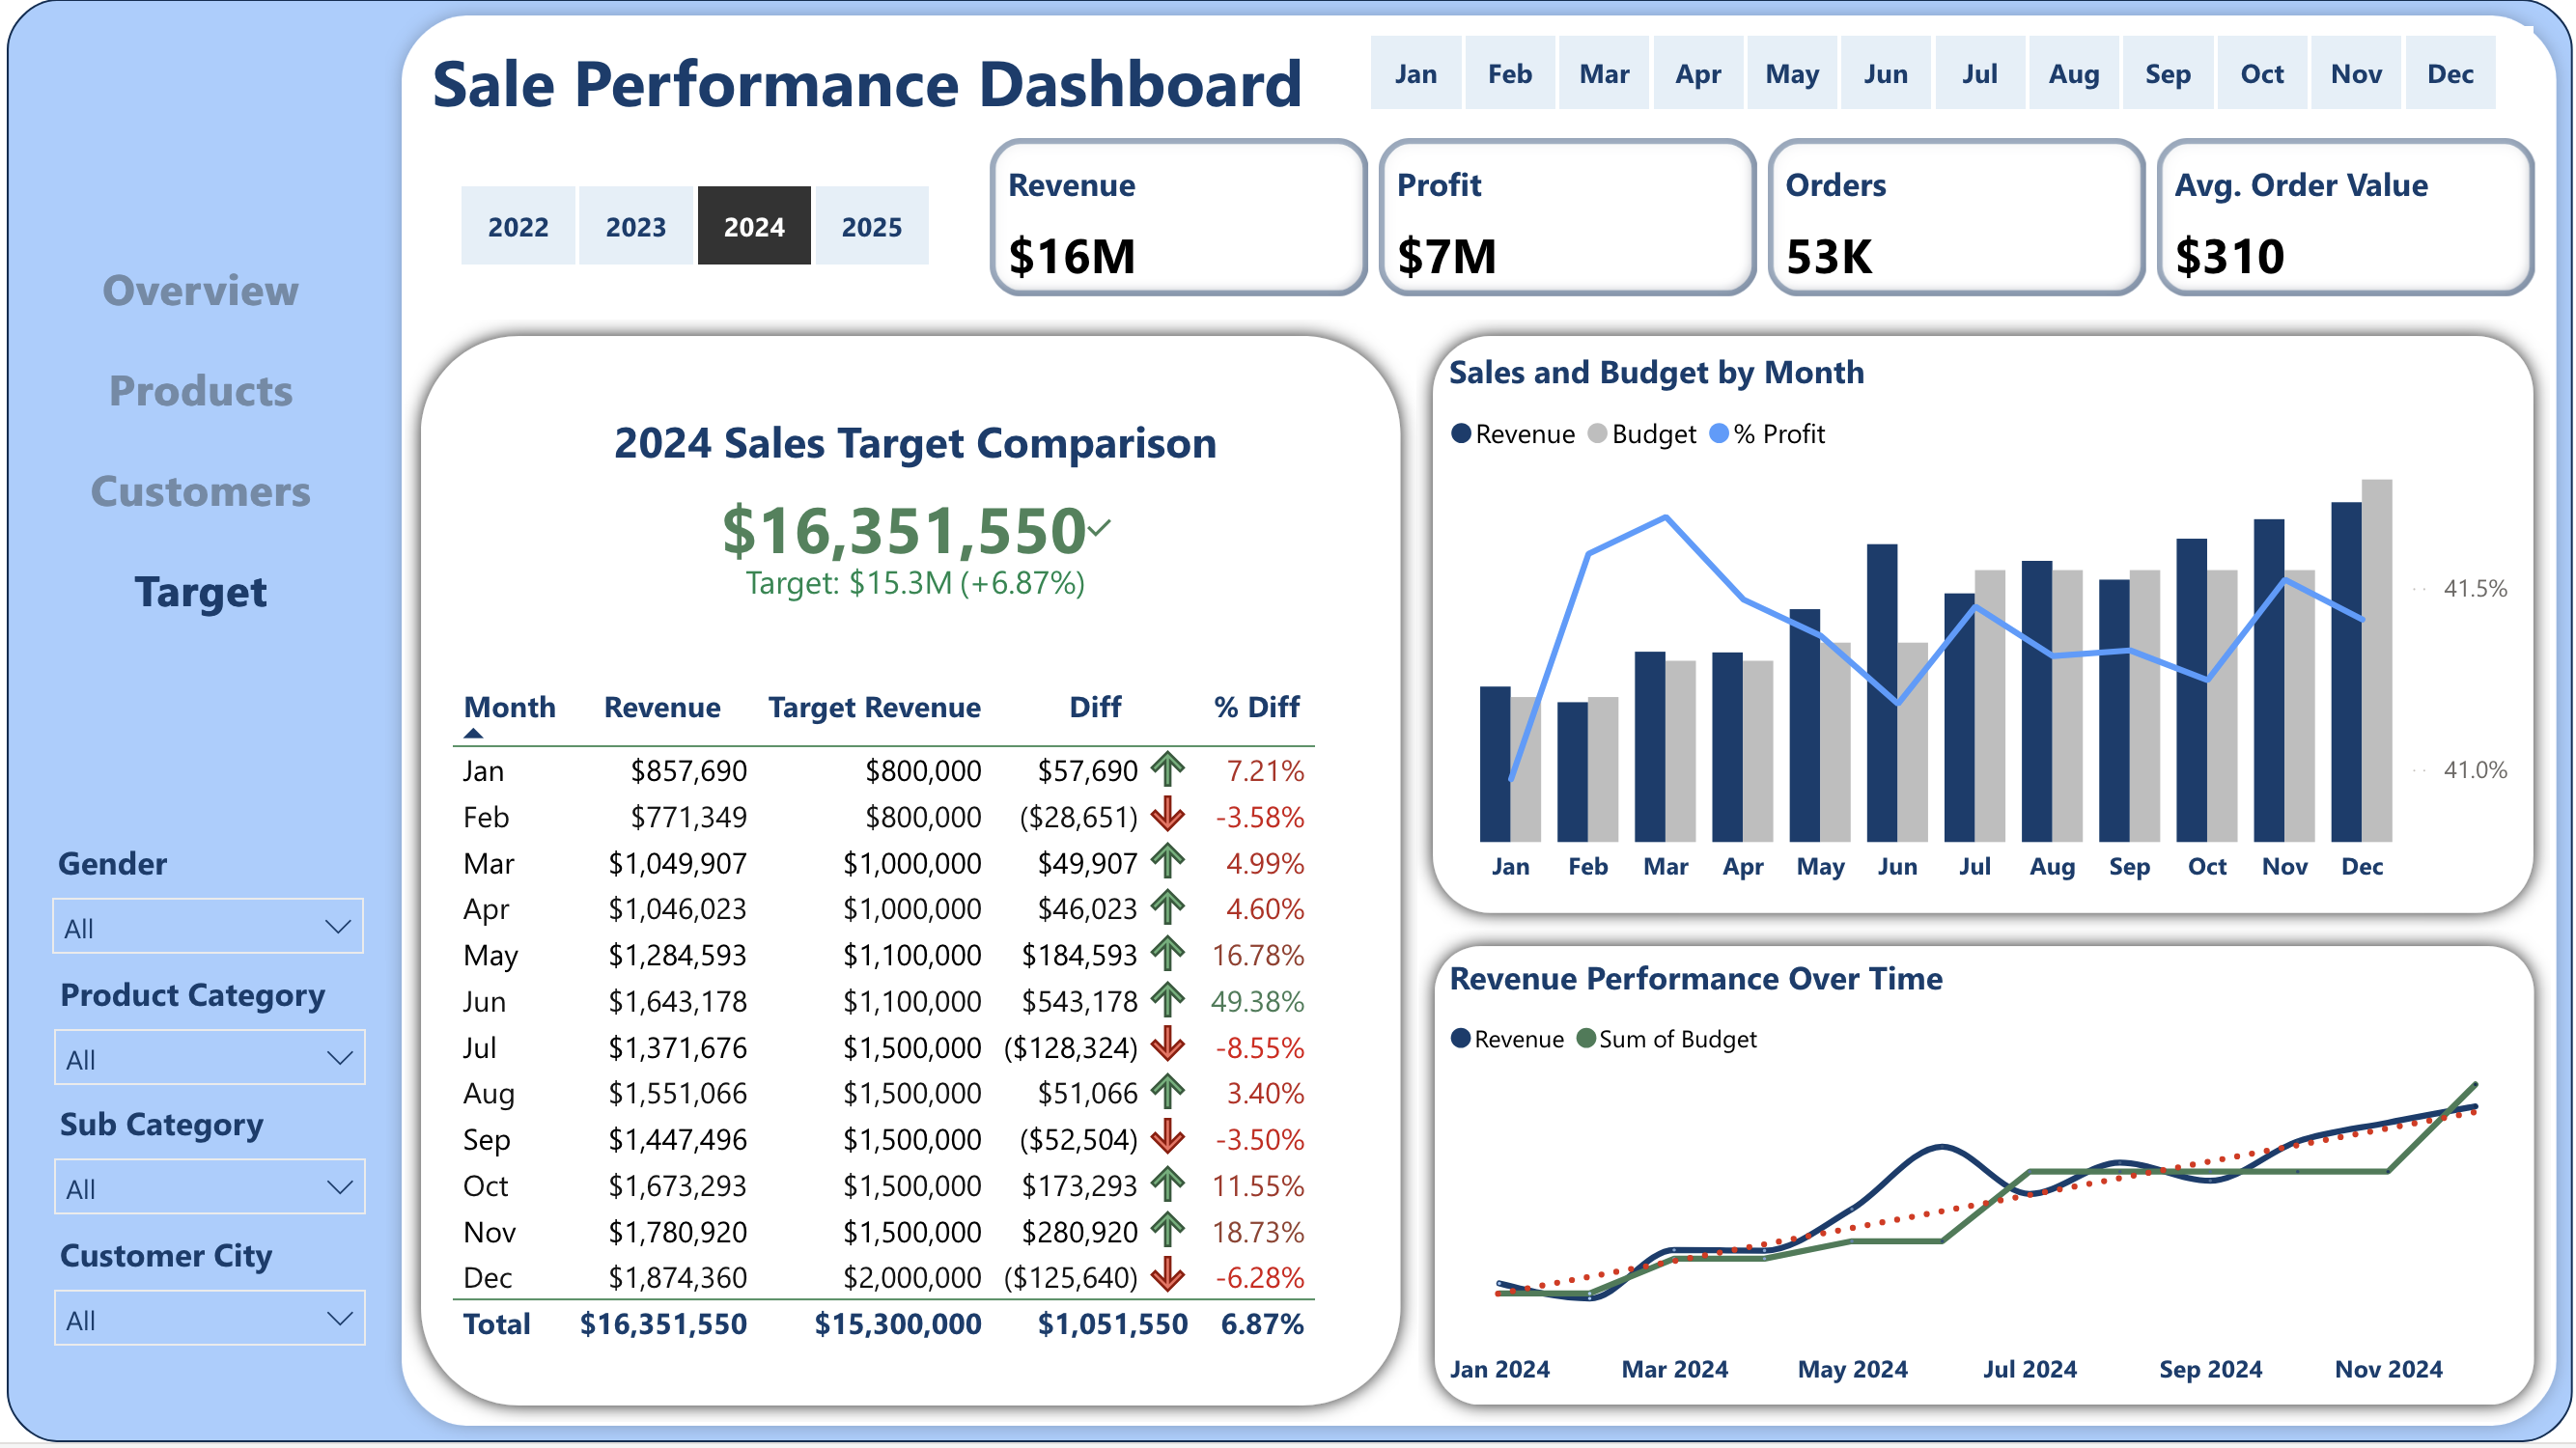 Sale Performance Dashboard
Jan Feb Mar Apr May Jun Jul Aug Sep Oct Nov Dec
2022 2023 2024 2025
Revenue
$16M
Profit
$7M
Orders
53K
Avg. Order Value
$310
Overview
Products
Customers
Target
Gender
All
Product Category
All
Sub Category
All
Customer City
All
2024 Sales Target Comparison
$16,351,550
Target: $15.3M (+6.87%)
Month Revenue Target Revenue Diff % Diff
Jan $857,690 $800,000 $57,690 7.21%
Feb $771,349 $800,000 ($28,651) -3.58%
Mar $1,049,907 $1,000,000 $49,907 4.99%
Apr $1,046,023 $1,000,000 $46,023 4.60%
May $1,284,593 $1,100,000 $184,593 16.78%
Jun $1,643,178 $1,100,000 $543,178 49.38%
Jul $1,371,676 $1,500,000 ($128,324) -8.55%
Aug $1,551,066 $1,500,000 $51,066 3.40%
Sep $1,447,496 $1,500,000 ($52,504) -3.50%
Oct $1,673,293 $1,500,000 $173,293 11.55%
Nov $1,780,920 $1,500,000 $280,920 18.73%
Dec $1,874,360 $2,000,000 ($125,640) -6.28%
Total $16,351,550 $15,300,000 $1,051,550 6.87%
Sales and Budget by Month
Revenue Budget % Profit
41.5%
41.0%
Jan Feb Mar Apr May Jun Jul Aug Sep Oct Nov Dec
Revenue Performance Over Time
Revenue Sum of Budget
Jan 2024 Mar 2024 May 2024 Jul 2024 Sep 2024 Nov 2024